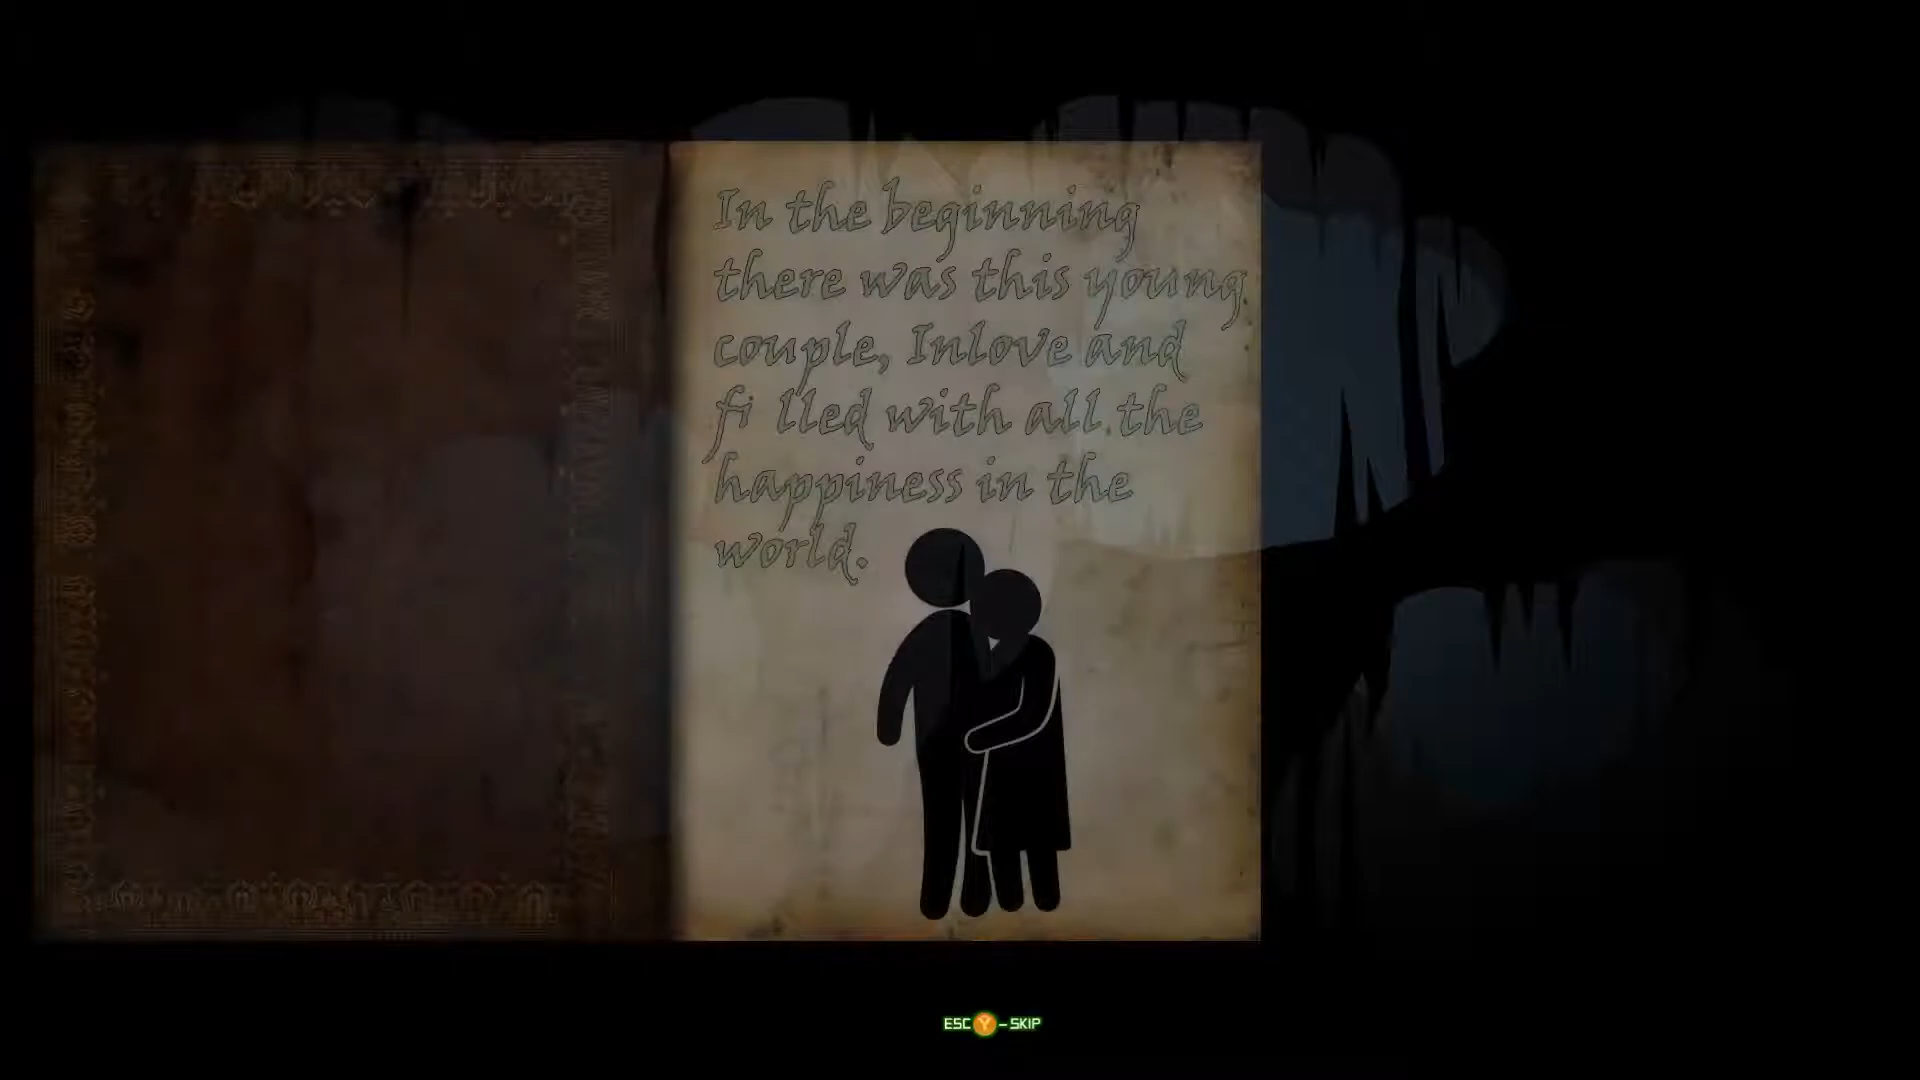 In the beginning
there was this young
couple, Inlove and
fi lled with all the
happiness in the
world.
ESC Y - SKIP